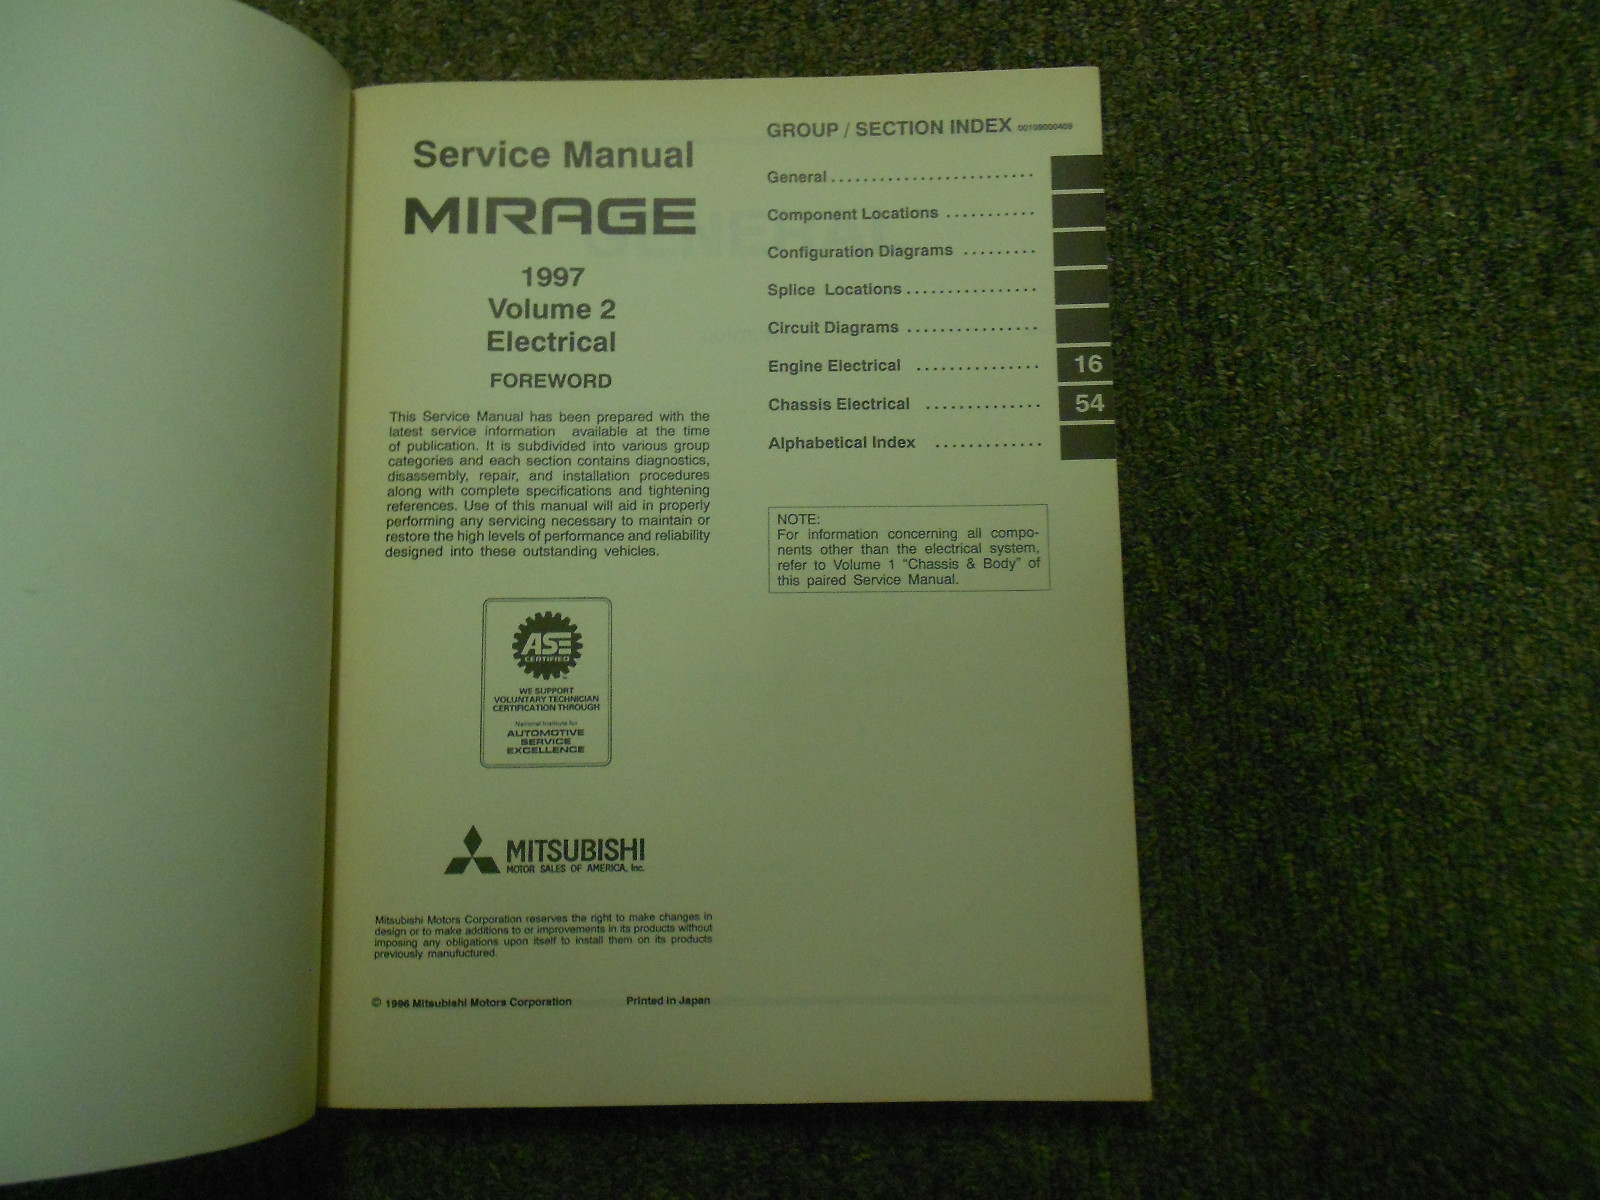 Service Manual
MIRAGE
1997
Volume 2
Electrical
FOREWORD
This Service Manual has been prepared with the
latest service information available at the time
of publication. It is subdivided into various group
categories and each section contains diagnostics,
disassembly, repair, and installation procedures
along with complete specifications and tightening
references. Use of this manual will aid in properly
performing any servicing necessary to maintain or
restore the high levels of performance and reliability
designed into these outstanding vehicles.
ASE
CERTIFIED
WE SUPPORT
VOLUNTARY TECHNICIAN
CERTIFICATION THROUGH
National Institute for
AUTOMOTIVE
SERVICE
EXCELLENCE
MITSUBISHI
MOTOR SALES OF AMERICA, Inc.
Mitsubishi Motors Corporation reserves the right to make changes in
design or to make additions to or improvements in its products without
imposing any obligations upon itself to install them on its products
previously manufuctured.
© 1996 Mitsubishi Motors Corporation Printed in Japan
GROUP / SECTION INDEX 00109000409
General .........................
Component Locations ...........
Configuration Diagrams .........
Splice Locations ................
Circuit Diagrams ................
Engine Electrical ............... 16
Chassis Electrical .............. 54
Alphabetical Index .............
NOTE:
For information concerning all compo-
nents other than the electrical system,
refer to Volume 1 "Chassis & Body" of
this paired Service Manual.